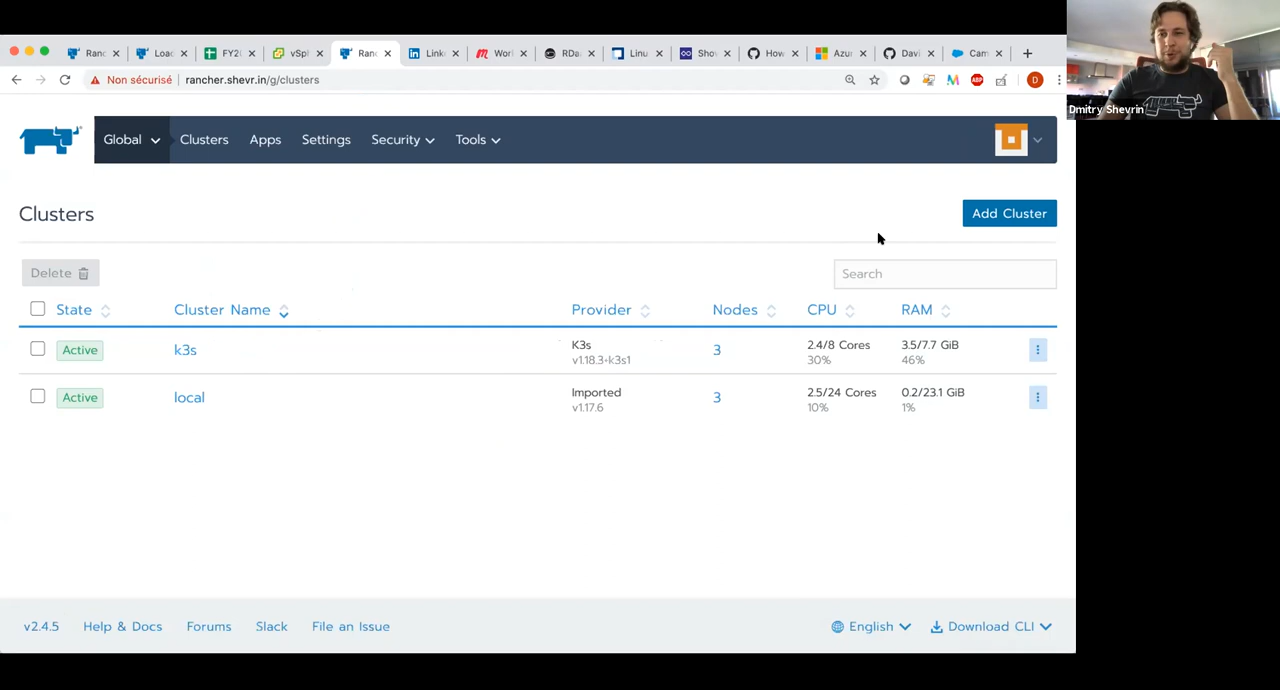 Ranc
Load
FY2
vSph
Ranc
Linke
Wor
RDa
Linu
Sho
How
Azur
Davi
Cam
Non sécurisé
rancher.shevr.in/g/clusters
ABP
D
Dmitry Shevrin
Global
Clusters
Apps
Settings
Security
Tools
Clusters
Add Cluster
Delete
Search
State
Cluster Name
Provider
Nodes
CPU
RAM
Active
k3s
K3s
v1.18.3+k3s1
3
2.4/8 Cores
30%
3.5/7.7 GiB
46%
Active
local
Imported
v1.17.6
3
2.5/24 Cores
10%
0.2/23.1 GiB
1%
v2.4.5
Help & Docs
Forums
Slack
File an Issue
English
Download CLI